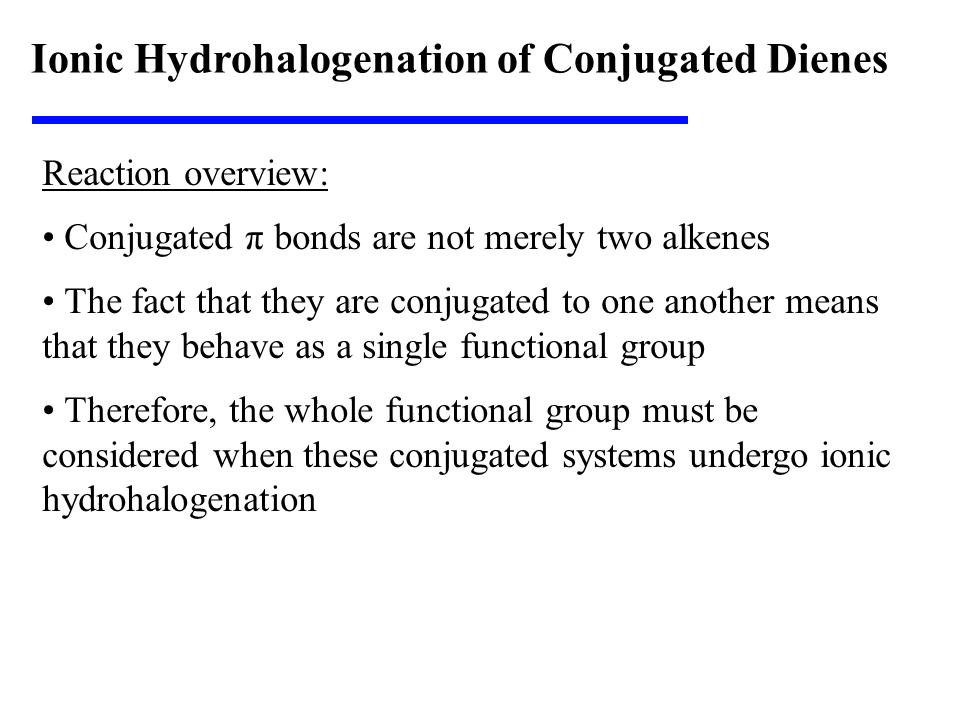 Ionic Hydrohalogenation of Conjugated Dienes
Reaction overview:
• Conjugated π bonds are not merely two alkenes
• The fact that they are conjugated to one another means
that they behave as a single functional group
• Therefore, the whole functional group must be
considered when these conjugated systems undergo ionic
hydrohalogenation